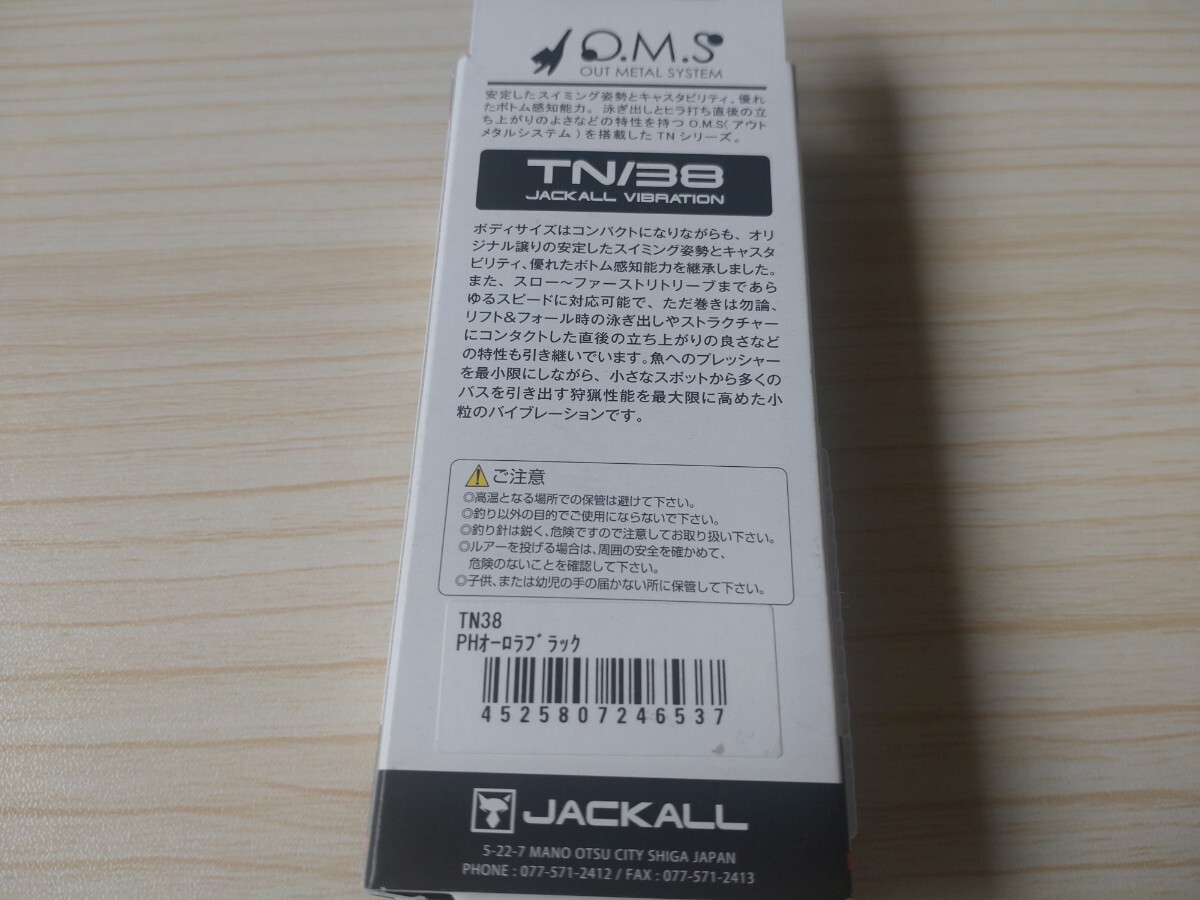 O.M.S
OUT METAL SYSTEM
安定したスイミング姿勢とキャスタビリティ、優れ
たボトム感知能力。泳ぎ出しとヒラ打ち直後の立
ち上がりのよさなどの特性を持つO.M.S(アウト
メタルシステム)を搭載したTNシリーズ。
TN/38
JACKALL VIBRATION
ボディサイズはコンパクトになりながらも、オリ
ジナル譲りの安定したスイミング姿勢とキャスタ
ビリティ、優れたボトム感知能力を継承しました。
また、スロー〜ファーストリトリーブまであら
ゆるスピードに対応可能で、ただ巻きは勿論、
リフト&フォール時の泳ぎ出しやストラクチャー
にコンタクトした直後の立ち上がりの良さなど
の特性も引き継いでいます。魚へのプレッシャー
を最小限にしながら、小さなスポットから多くの
バスを引き出す狩猟性能を最大限に高めた小
粒のバイブレーションです。
ご注意
◎高温となる場所での保管は避けて下さい。
◎釣り以外の目的でご使用にならないで下さい。
◎釣り針は鋭く、危険ですので注意してお取り扱い下さい。
◎ルアーを投げる場合は、周囲の安全を確かめて、
危険のないことを確認して下さい。
◎子供、または幼児の手の届かない所に保管して下さい。
TN38
PHオーロラブラック
4525807246537
JACKALL
5-22-7 MANO OTSU CITY SHIGA JAPAN
PHONE : 077-571-2412 / FAX : 077-571-2413